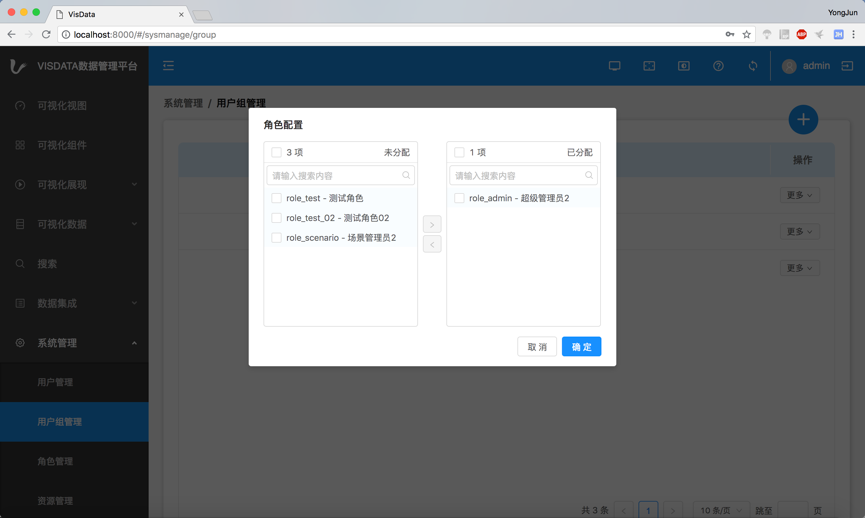 VisData
YongJun
localhost:8000/#/sysmanage/group
ABP
JH
VISDATA数据管理平台
admin
可视化视图
可视化组件
可视化展现
可视化数据
搜索
数据集成
系统管理
用户管理
用户组管理
角色管理
资源管理
系统管理 / 用户组管理
操作
更多
更多
更多
角色配置
3 项 未分配
请输入搜索内容
role_test - 测试角色
role_test_02 - 测试角色02
role_scenario - 场景管理员2
1 项 已分配
请输入搜索内容
role_admin - 超级管理员2
取 消 确 定
共 3 条 < 1 > 10 条/页 跳至 页